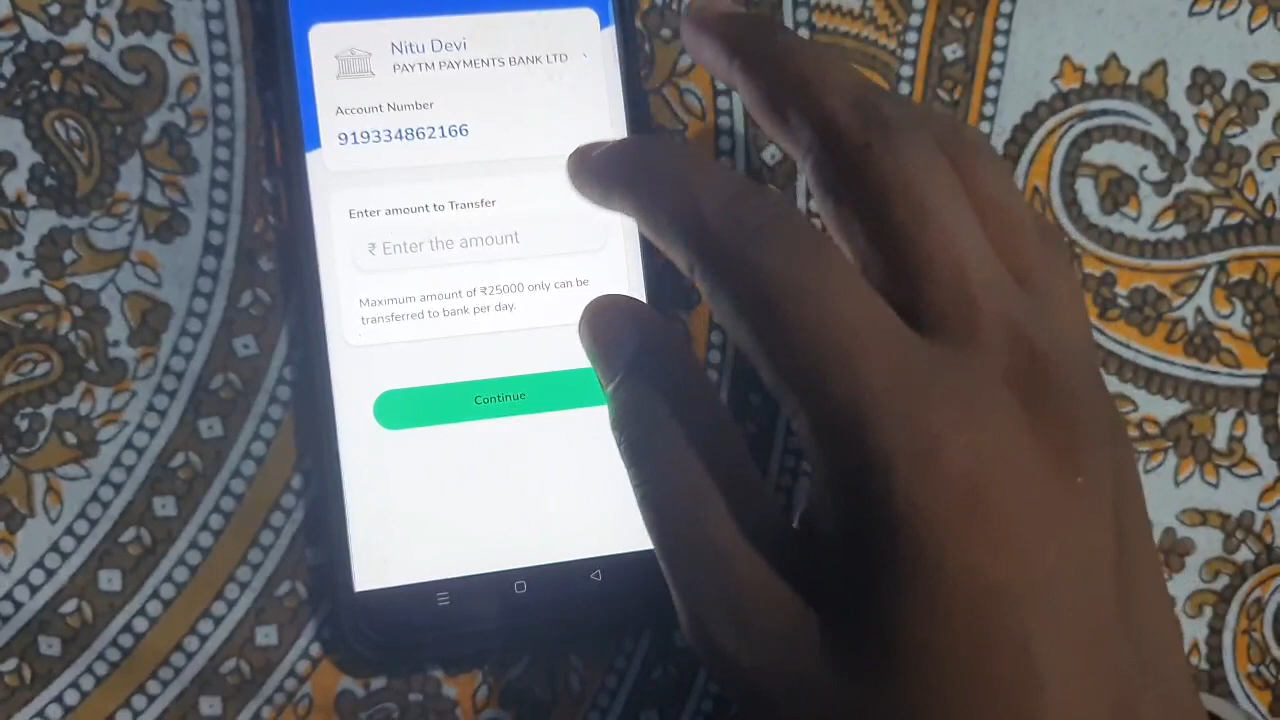 Nitu Devi
PAYTM PAYMENTS BANK LTD
Account Number
919334862166
Enter amount to Transfer
₹ Enter the amount
Maximum amount of ₹25000 only can be
transferred to bank per day.
Continue